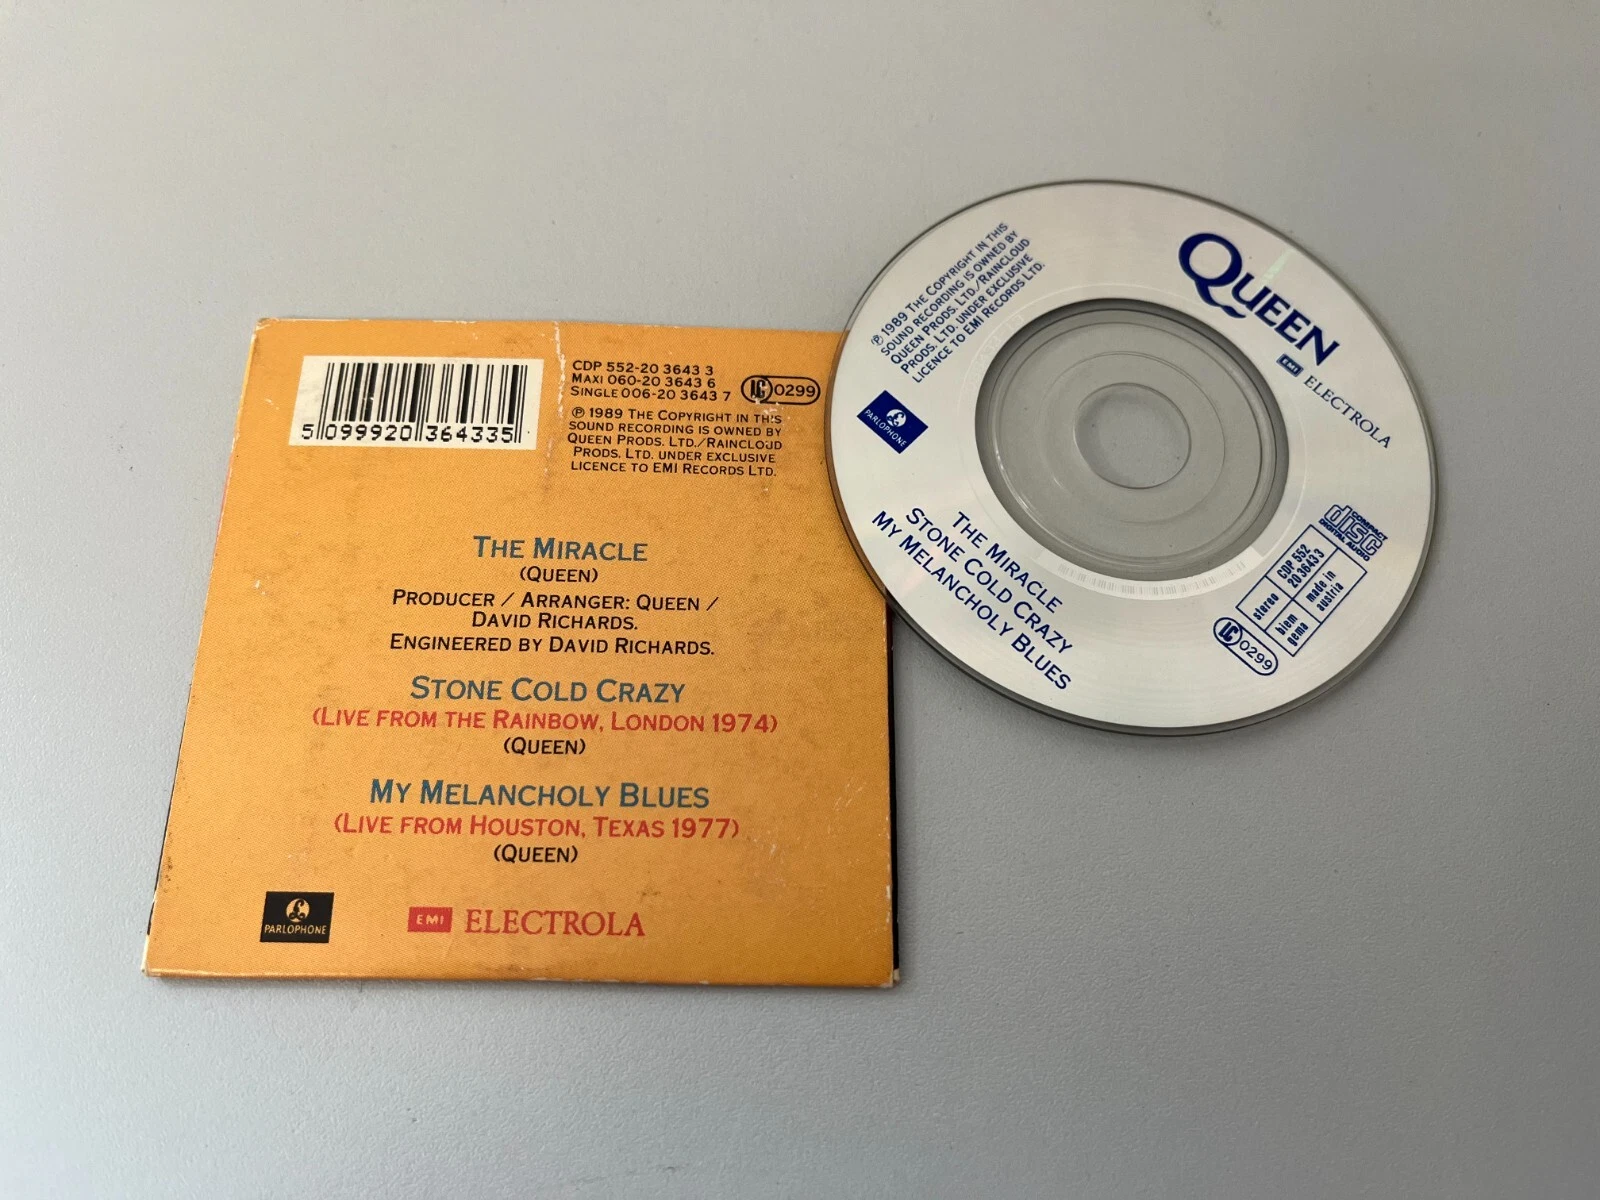 5 099920 364335
CDP 552-20 3643 3
MAXI 060-20 3643 6
SINGLE 006-20 3643 7
LC 0299
℗ 1989 THE COPYRIGHT IN THIS
SOUND RECORDING IS OWNED BY
QUEEN PRODS. LTD./RAINCLOUD
PRODS. LTD. UNDER EXCLUSIVE
LICENCE TO EMI RECORDS LTD.
THE MIRACLE
(QUEEN)
PRODUCER / ARRANGER: QUEEN /
DAVID RICHARDS.
ENGINEERED BY DAVID RICHARDS.
STONE COLD CRAZY
(LIVE FROM THE RAINBOW, LONDON 1974)
(QUEEN)
MY MELANCHOLY BLUES
(LIVE FROM HOUSTON, TEXAS 1977)
(QUEEN)
PARLOPHONE
EMI ELECTROLA
℗ 1989 THE COPYRIGHT IN THIS
SOUND RECORDING IS OWNED BY
QUEEN PRODS. LTD./RAINCLOUD
PRODS. LTD. UNDER EXCLUSIVE
LICENCE TO EMI RECORDS LTD.
PARLOPHONE
QUEEN
EMI ELECTROLA
THE MIRACLE
STONE COLD CRAZY
MY MELANCHOLY BLUES
COMPACT
disc
DIGITAL AUDIO
stereo
CDP 552
20 3643 3
biem
gema
made in
austria
LC 0299